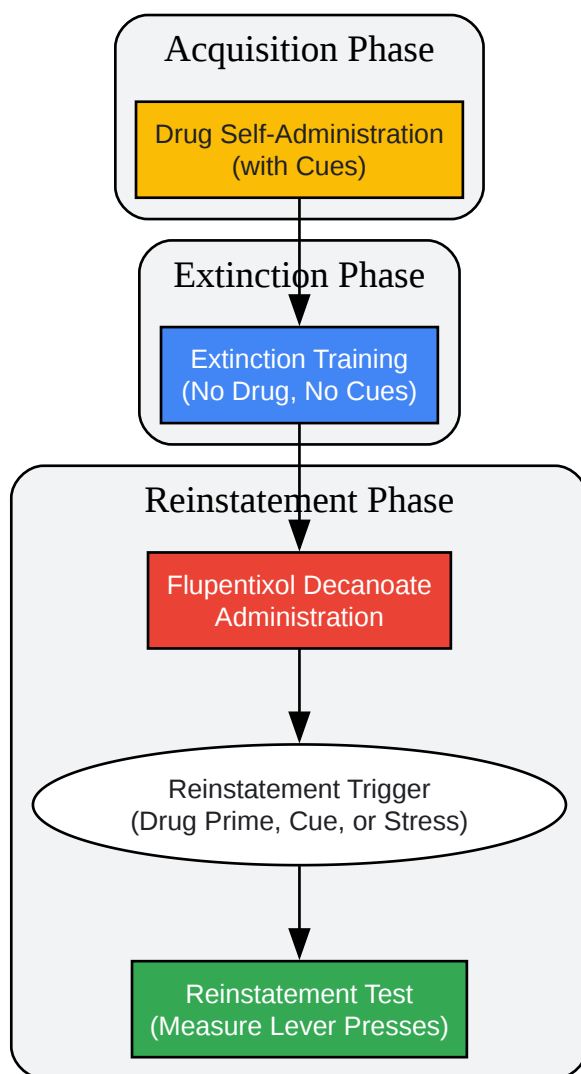 Acquisition Phase
Drug Self-Administration
(with Cues)
Extinction Phase
Extinction Training
(No Drug, No Cues)
Reinstatement Phase
Flupentixol Decanoate
Administration
Reinstatement Trigger
(Drug Prime, Cue, or Stress)
Reinstatement Test
(Measure Lever Presses)